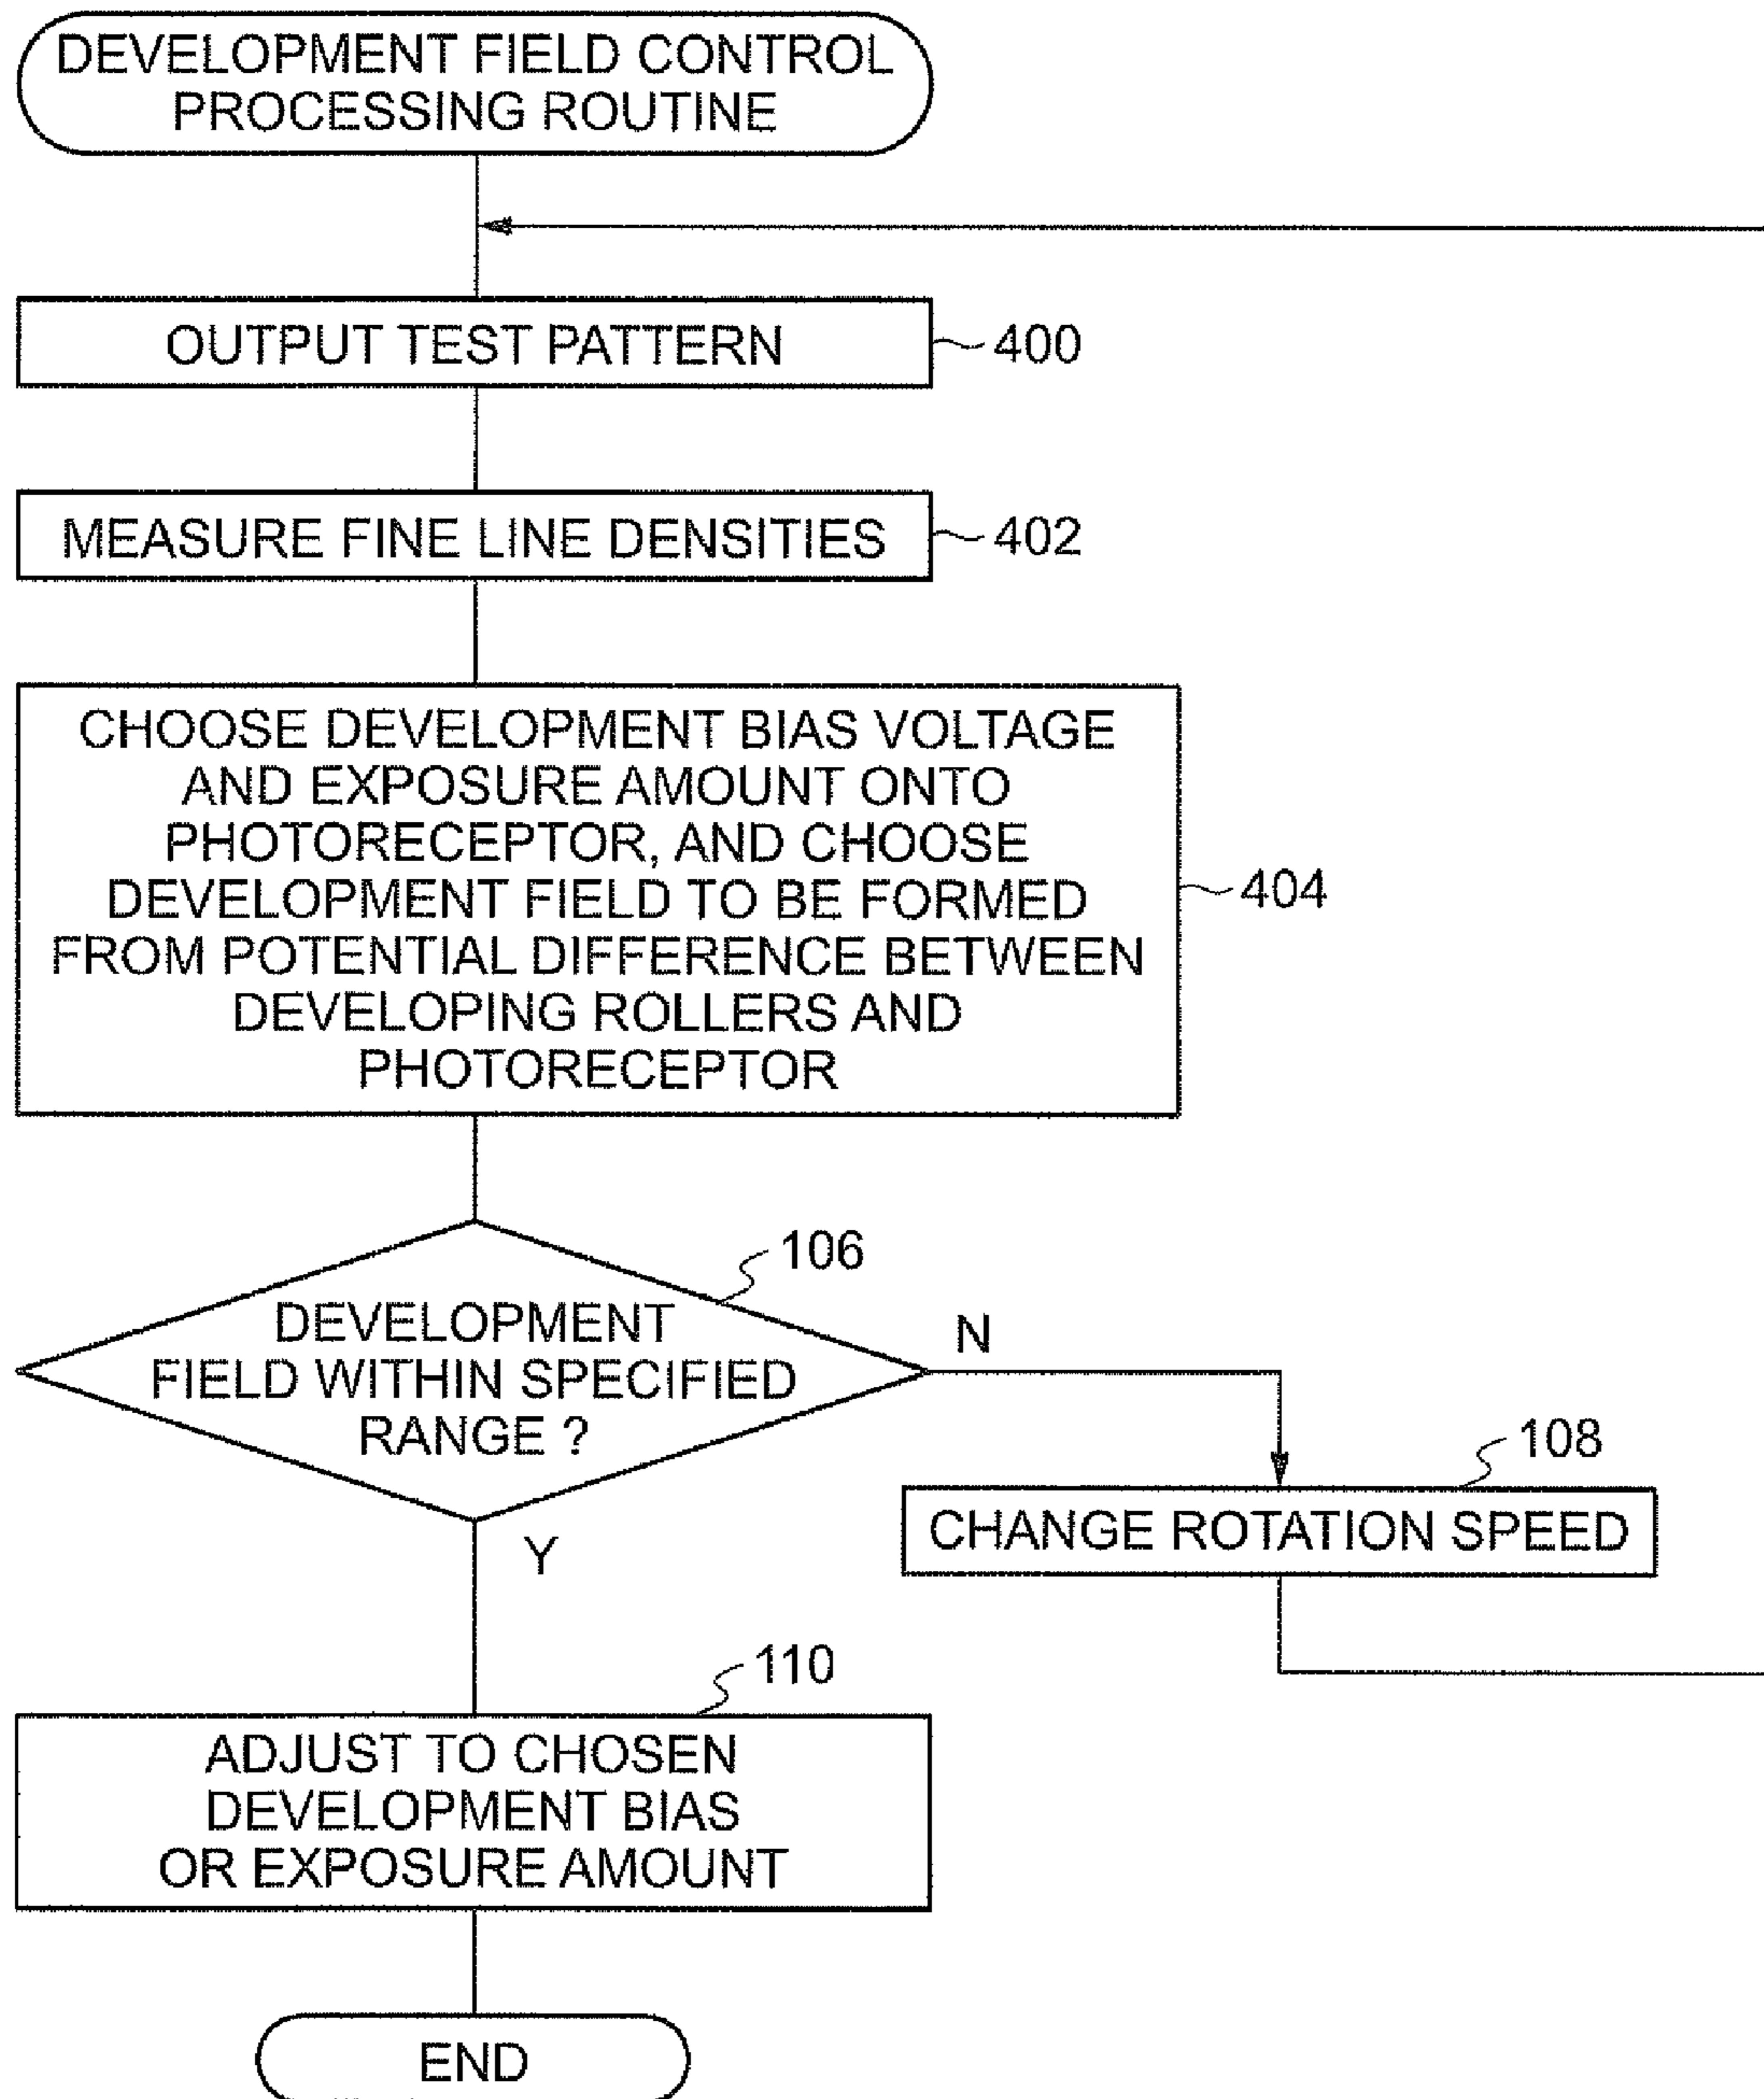 DEVELOPMENT FIELD CONTROL
PROCESSING ROUTINE
OUTPUT TEST PATTERN
400
MEASURE FINE LINE DENSITIES
402
CHOOSE DEVELOPMENT BIAS VOLTAGE
AND EXPOSURE AMOUNT ONTO
PHOTORECEPTOR, AND CHOOSE
DEVELOPMENT FIELD TO BE FORMED
FROM POTENTIAL DIFFERENCE BETWEEN
DEVELOPING ROLLERS AND
PHOTORECEPTOR
404
106
DEVELOPMENT
FIELD WITHIN SPECIFIED
RANGE ?
N
108
CHANGE ROTATION SPEED
Y
110
ADJUST TO CHOSEN
DEVELOPMENT BIAS
OR EXPOSURE AMOUNT
END